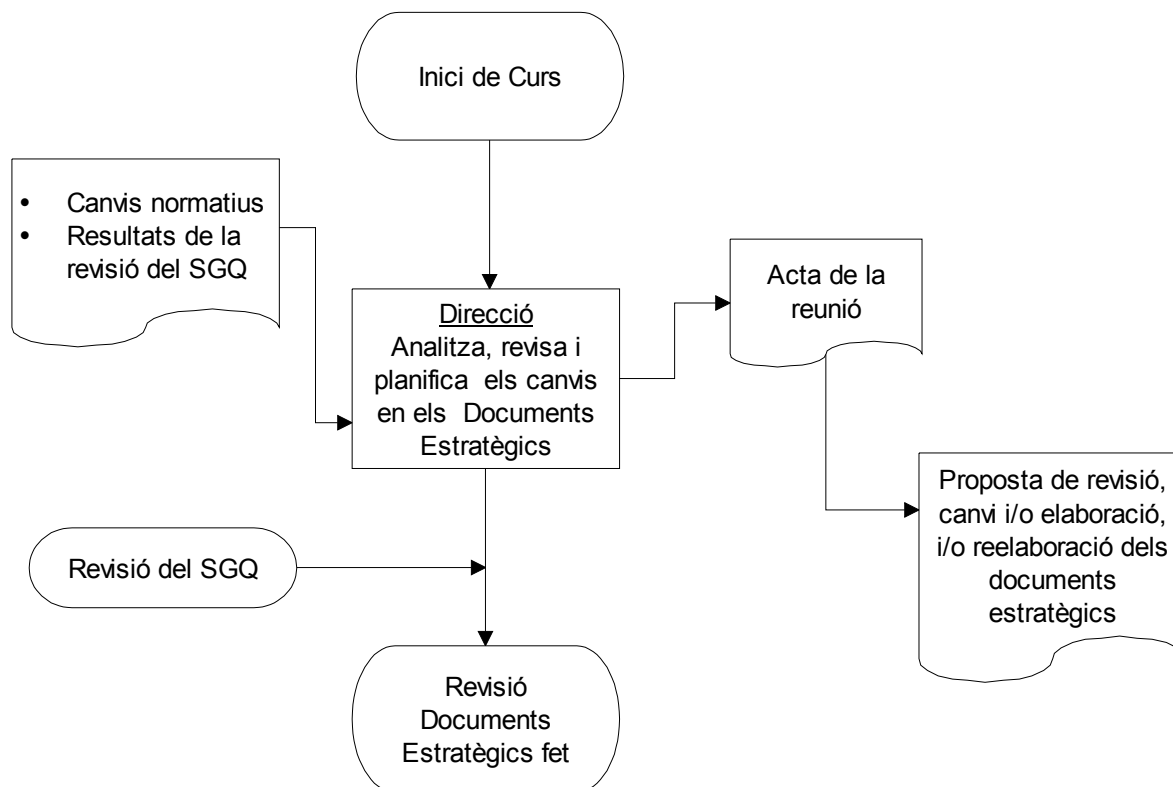 Inici de Curs
• Canvis normatius
• Resultats de la
revisió del SGQ
Direcció
Analitza, revisa i
planifica els canvis
en els Documents
Estratègics
Acta de la
reunió
Proposta de revisió,
canvi i/o elaboració,
i/o reelaboració dels
documents
estratègics
Revisió del SGQ
Revisió
Documents
Estratègics fet